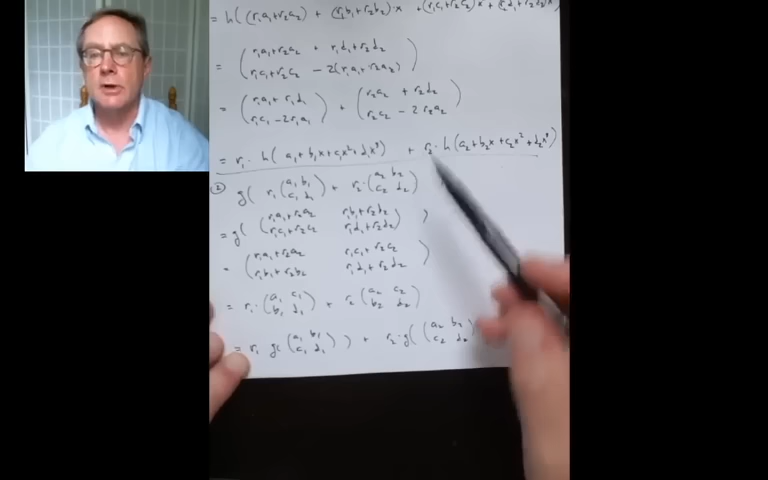 = h( (r₁a₁+r₂a₂) + (r₁b₁+r₂b₂)·x + (r₁c₁+r₂c₂)x² + (r₁d₁+r₂d₂)x³ )
= ( r₁a₁+r₂a₂ + r₁d₁+r₂d₂
r₁c₁+r₂c₂ − 2(r₁a₁+r₂a₂) )
= ( r₁a₁ + r₁d₁ ) + ( r₂a₂ + r₂d₂
r₁c₁ − 2r₁a₁ ) ( r₂c₂ − 2r₂a₂ )
= r₁· h( a₁+b₁x+c₁x²+d₁x³ ) + r₂· h( a₂+b₂x+c₂x²+d₂x³ )
② g( r₁( a₁ b₁ ) + r₂·( a₂ b₂ )
c₁ d₁ c₂ d₂
= g( ( r₁a₁+r₂a₂ r₁b₁+r₂b₂ ) )
r₁c₁+r₂c₂ r₁d₁+r₂d₂
= ( r₁a₁+r₂a₂ r₁c₁+r₂c₂ )
r₁b₁+r₂b₂ r₁d₁+r₂d₂
= r₁·( a₁ c₁ ) + r₂( a₂ c₂ )
b₁ d₁ b₂ d₂
= r₁ g( ( a₁ b₁ ) ) + r₂·g( ( a₂ b₂
c₁ d₁ c₂ d₂